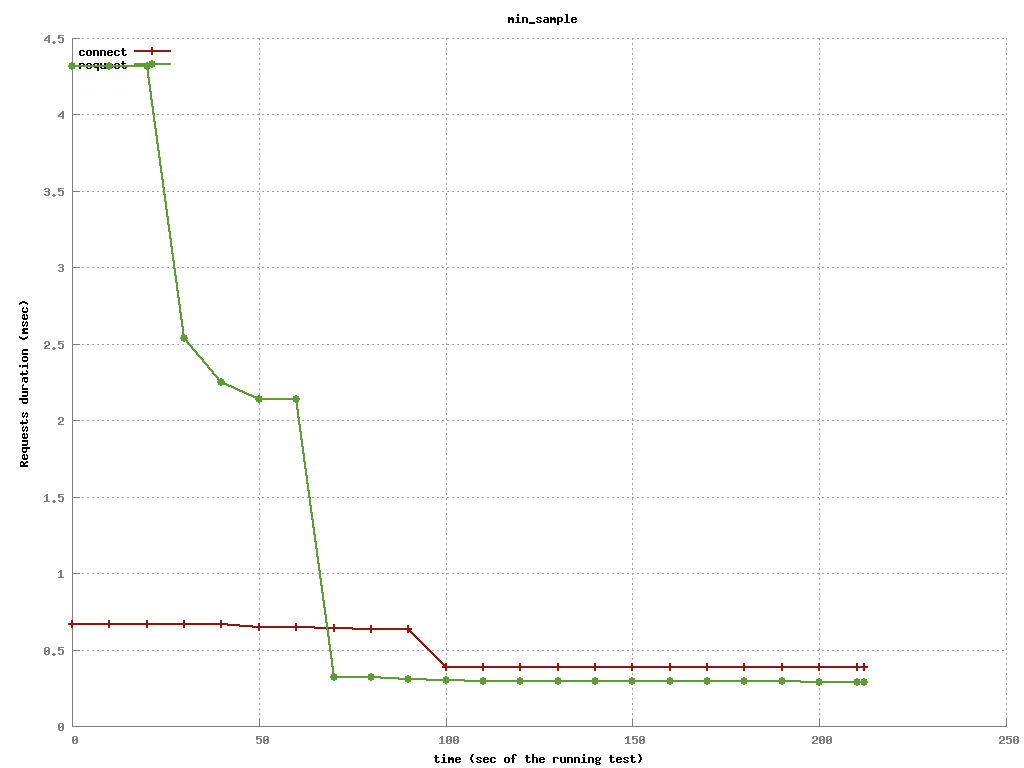 min_sample
connect
request
4.5
4
3.5
3
2.5
2
1.5
1
0.5
0
Requests duration (msec)
0 50 100 150 200 250
time (sec of the running test)